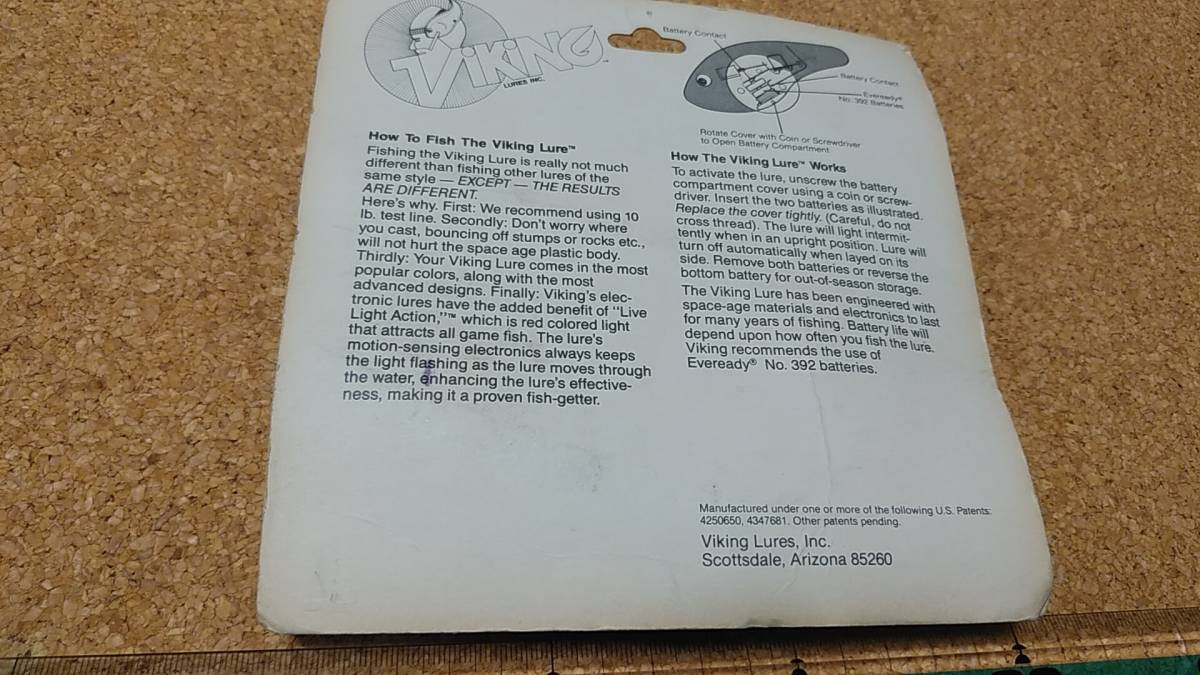 VIKING
LURES INC.
Battery Contact
Battery Contact
Eveready®
No. 392 Batteries
Rotate Cover with Coin or Screwdriver
to Open Battery Compartment
How To Fish The Viking Lure™
Fishing the Viking Lure is really not much
different than fishing other lures of the
same style — EXCEPT — THE RESULTS
ARE DIFFERENT.
Here's why. First: We recommend using 10
lb. test line. Secondly: Don't worry where
you cast, bouncing off stumps or rocks etc.,
will not hurt the space age plastic body.
Thirdly: Your Viking Lure comes in the most
popular colors, along with the most
advanced designs. Finally: Viking's elec-
tronic lures have the added benefit of "Live
Light Action,"™ which is red colored light
that attracts all game fish. The lure's
motion-sensing electronics always keeps
the light flashing as the lure moves through
the water, enhancing the lure's effective-
ness, making it a proven fish-getter.
How The Viking Lure™ Works
To activate the lure, unscrew the battery
compartment cover using a coin or screw-
driver. Insert the two batteries as illustrated.
Replace the cover tightly. (Careful, do not
cross thread). The lure will light intermit-
tently when in an upright position. Lure will
turn off automatically when layed on its
side. Remove both batteries or reverse the
bottom battery for out-of-season storage.
The Viking Lure has been engineered with
space-age materials and electronics to last
for many years of fishing. Battery life will
depend upon how often you fish the lure.
Viking recommends the use of
Eveready® No. 392 batteries.
Manufactured under one or more of the following U.S. Patents:
4250650, 4347681. Other patents pending.
Viking Lures, Inc.
Scottsdale, Arizona 85260